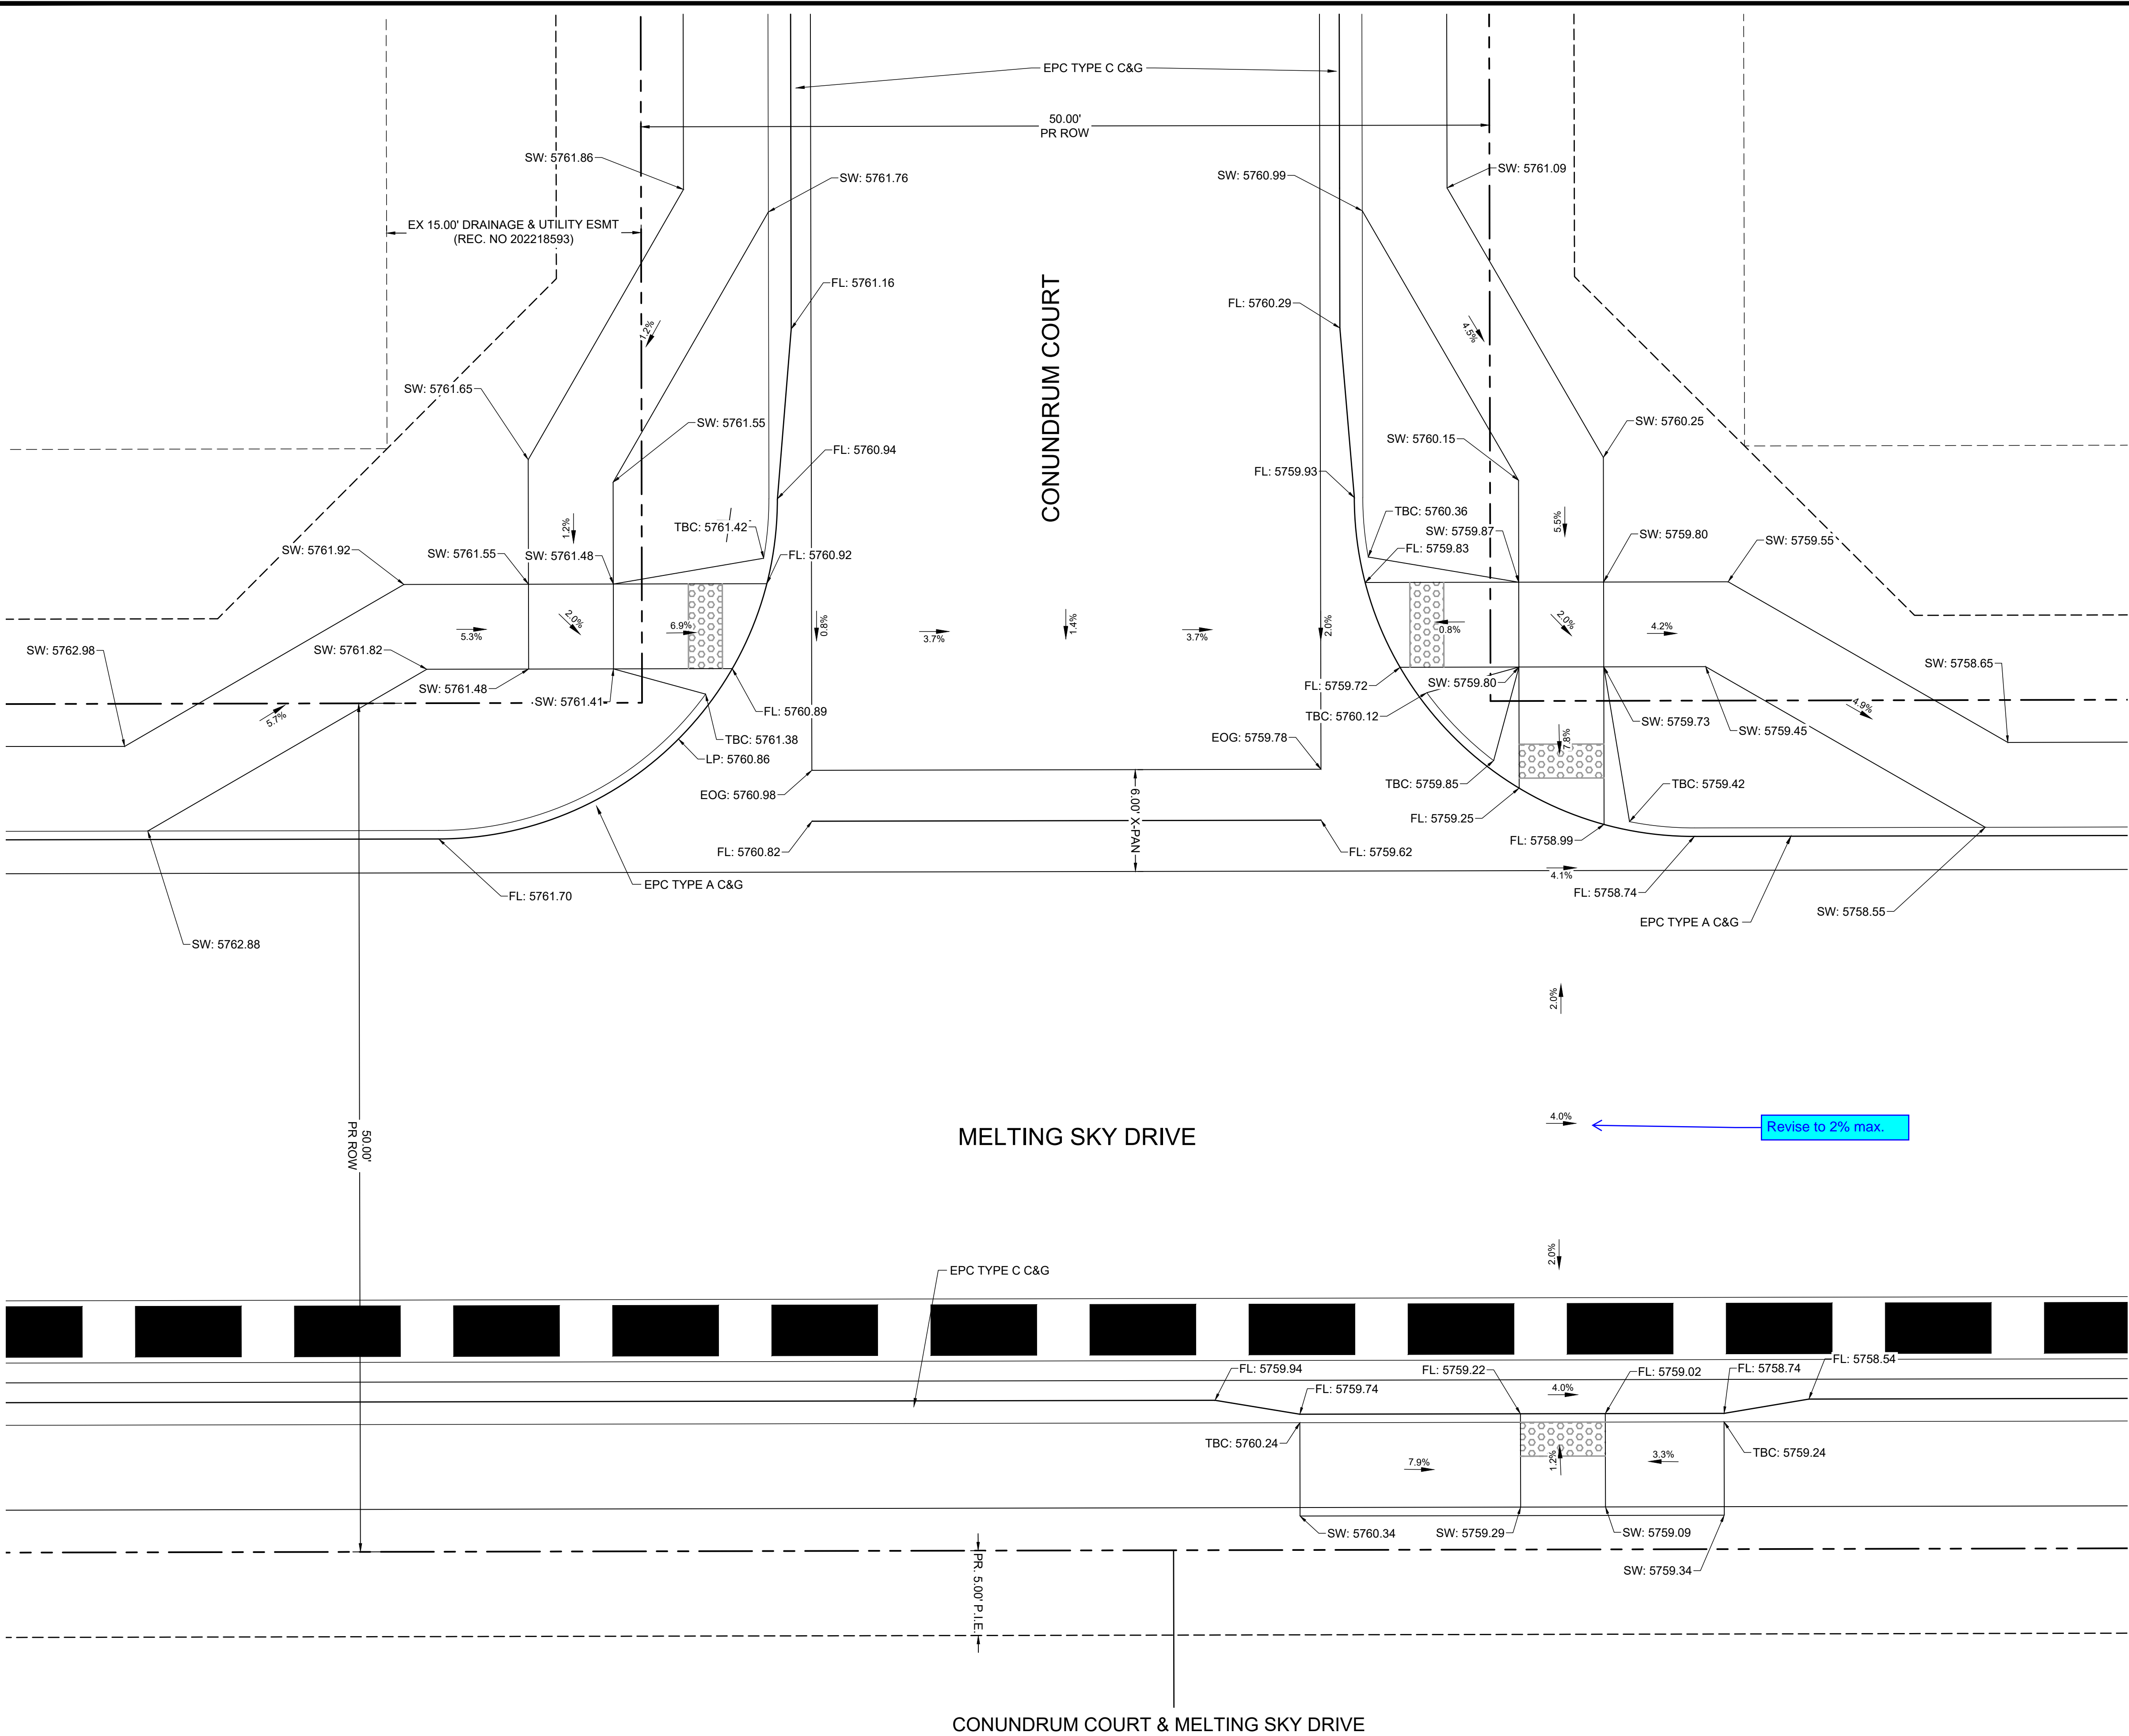 EPC TYPE C C&G
50.00'
PR ROW
SW: 5761.86
SW: 5761.76
SW: 5760.99
SW: 5761.09
EX 15.00' DRAINAGE & UTILITY ESMT
(REC. NO 202218593)
FL: 5761.16
FL: 5760.29
CONUNDRUM COURT
1.2%
4.5%
SW: 5761.65
SW: 5761.55
FL: 5760.94
SW: 5760.15
SW: 5760.25
FL: 5759.93
1.2%
TBC: 5761.42
TBC: 5760.36
5.5%
SW: 5761.92
SW: 5761.55
SW: 5761.48
FL: 5760.92
SW: 5759.87
FL: 5759.83
SW: 5759.80
SW: 5759.55
5.3%
2.0%
6.9%
0.8%
3.7%
1.4%
3.7%
2.0%
0.8%
2.0%
4.2%
SW: 5762.98
SW: 5761.82
SW: 5758.65
SW: 5761.48
SW: 5761.41
FL: 5760.89
FL: 5759.72
SW: 5759.80
5.7%
TBC: 5760.12
SW: 5759.73
SW: 5759.45
4.9%
TBC: 5761.38
LP: 5760.86
EOG: 5759.78
7.8%
EOG: 5760.98
6.00' X-PAN
TBC: 5759.85
TBC: 5759.42
FL: 5759.25
FL: 5760.82
FL: 5759.62
FL: 5758.99
EPC TYPE A C&G
4.1%
FL: 5761.70
FL: 5758.74
SW: 5758.55
EPC TYPE A C&G
SW: 5762.88
2.0%
50.00'
PR ROW
MELTING SKY DRIVE
4.0%
Revise to 2% max.
2.0%
EPC TYPE C C&G
FL: 5759.94
FL: 5759.22
FL: 5759.02
FL: 5758.74
FL: 5758.54
FL: 5759.74
4.0%
TBC: 5760.24
7.9%
1.2%
3.3%
TBC: 5759.24
SW: 5760.34
SW: 5759.29
SW: 5759.09
SW: 5759.34
PR. 5.00' P.I.E.
CONUNDRUM COURT & MELTING SKY DRIVE